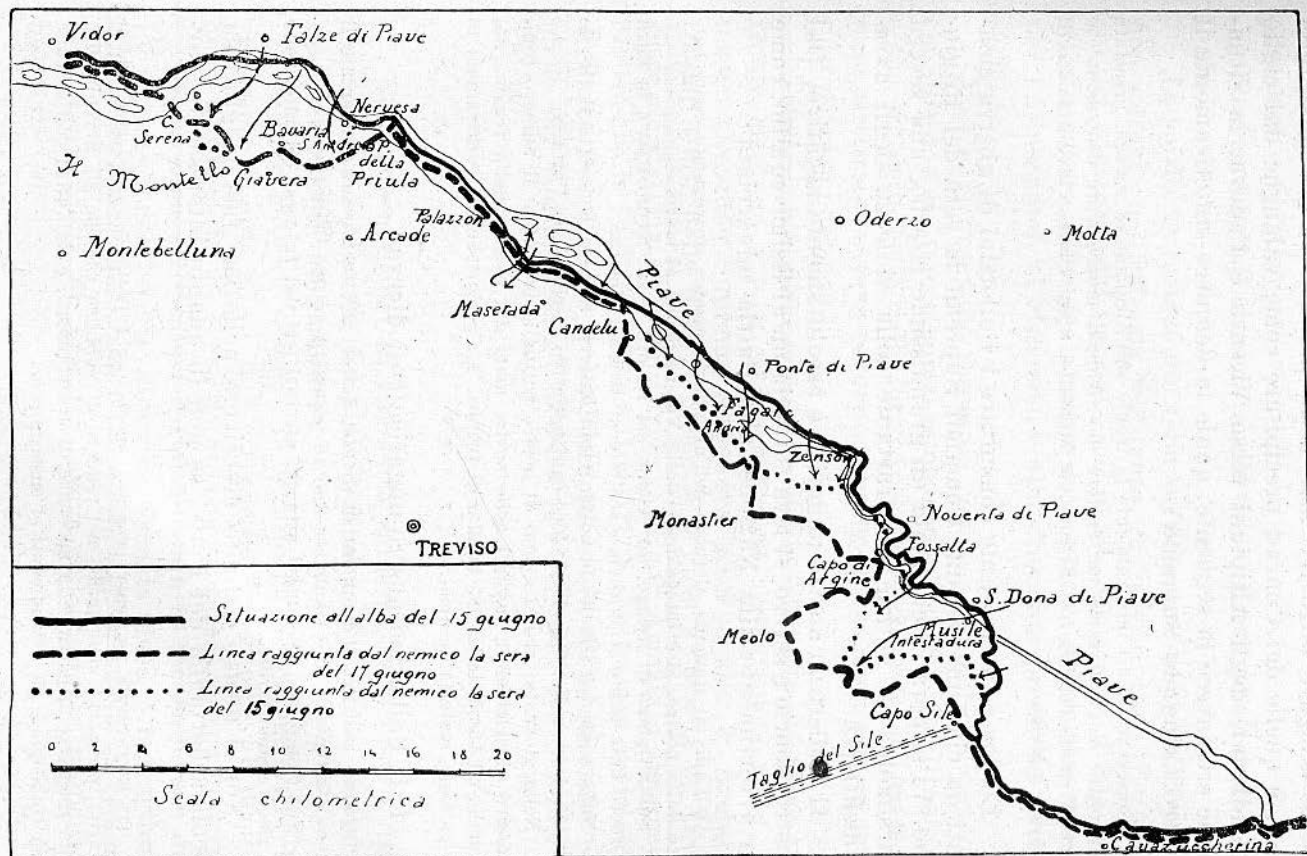 Vidor
Falze di Piave
Nervesa
C.
Serena
Bavaria
S Andrea
P.
della
Priula
Il Montello
Giavera
Palazzon
Arcade
Montebelluna
Oderzo
Motta
Piave
Maserada
Candelu
Ponte di Piave
Fagare
Zenson
Monastier
Noventa di Piave
TREVISO
Fossalta
Capo di
Argine
S. Dona di Piave
Musile
Intestadura
Meolo
Piave
Capo Sile
Taglio del Sile
Cavazuccherina
Situazione all alba del 15 giugno
Linea raggiunta dal nemico la sera
del 17 giugno
Linea raggiunta dal nemico la sera
del 15 giugno
0 2 4 6 8 10 12 14 16 18 20
Scala chilometrica